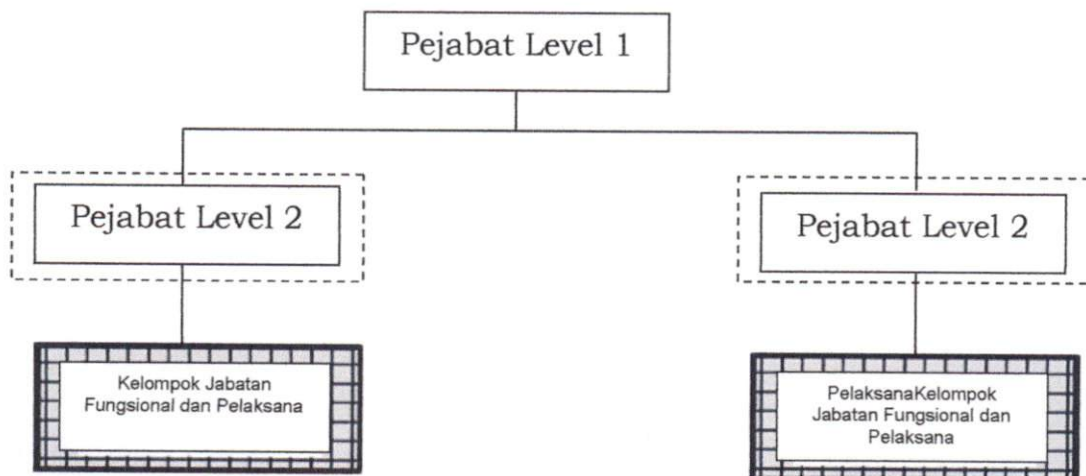 Pejabat Level 1
Pejabat Level 2
Pejabat Level 2
Kelompok Jabatan
Fungsional dan Pelaksana
PelaksanaKelompok
Jabatan Fungsional dan
Pelaksana